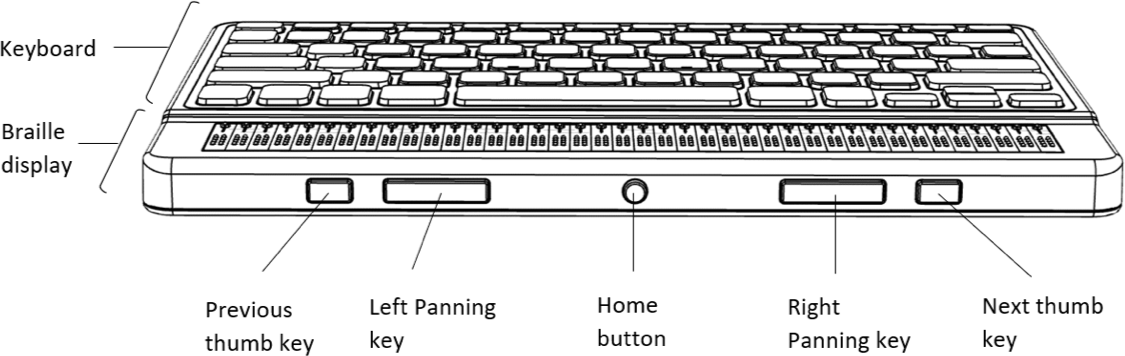 Keyboard
Braille
display
Previous
thumb key
Left Panning
key
Home
button
Right
Panning key
Next thumb
key